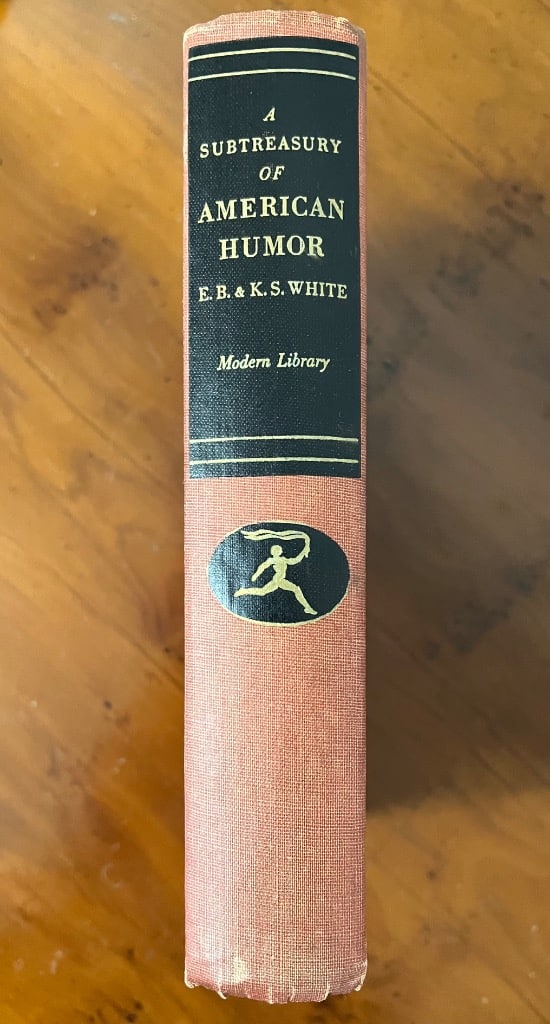 A
SUBTREASURY
OF
AMERICAN
HUMOR
E. B. & K. S. WHITE
Modern Library